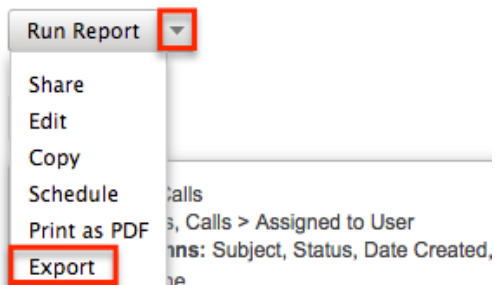 Run Report
Share
Edit
Copy
Schedule
Print as PDF
Export
Calls
s, Calls > Assigned to User
mns: Subject, Status, Date Created,